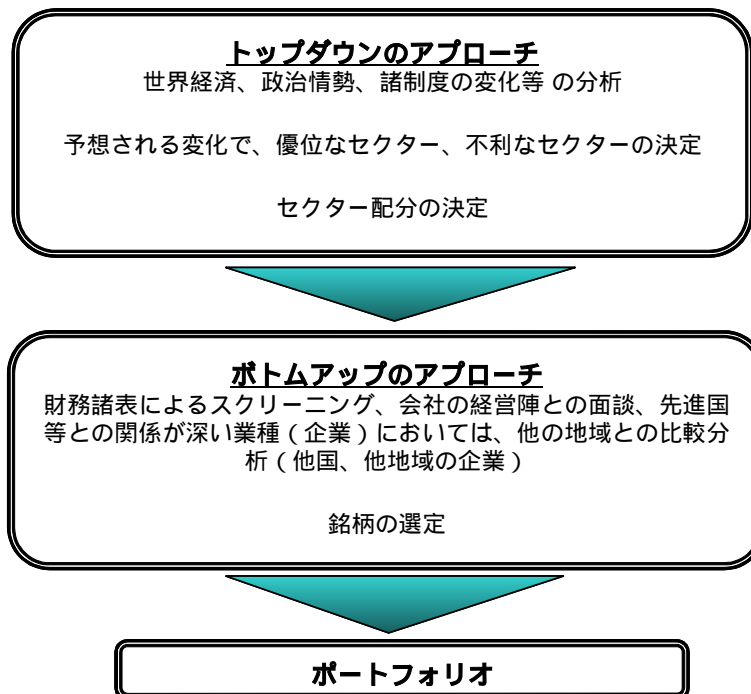 トップダウンのアプローチ
世界経済、政治情勢、諸制度の変化等 の分析
予想される変化で、優位なセクター、不利なセクターの決定
セクター配分の決定
ボトムアップのアプローチ
財務諸表によるスクリーニング、会社の経営陣との面談、先進国
等との関係が深い業種（企業）においては、他の地域との比較分
析（他国、他地域の企業）
銘柄の選定
ポートフォリオ